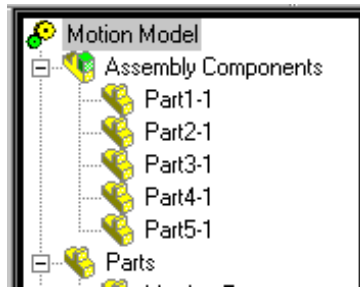 Motion Model
Assembly Components
Part1-1
Part2-1
Part3-1
Part4-1
Part5-1
Parts